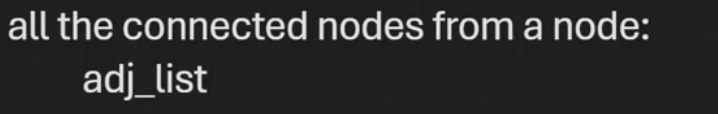 all the connected nodes from a node:
adj_list